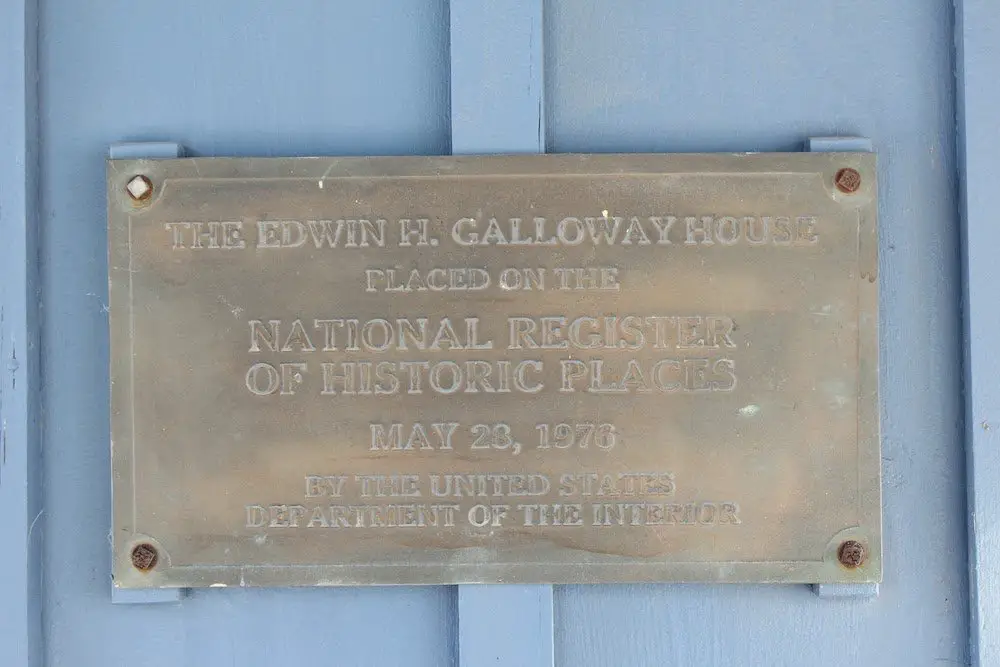 THE EDWIN H. GALLOWAY HOUSE
PLACED ON THE
NATIONAL REGISTER
OF HISTORIC PLACES
MAY 28, 1976
BY THE UNITED STATES
DEPARTMENT OF THE INTERIOR